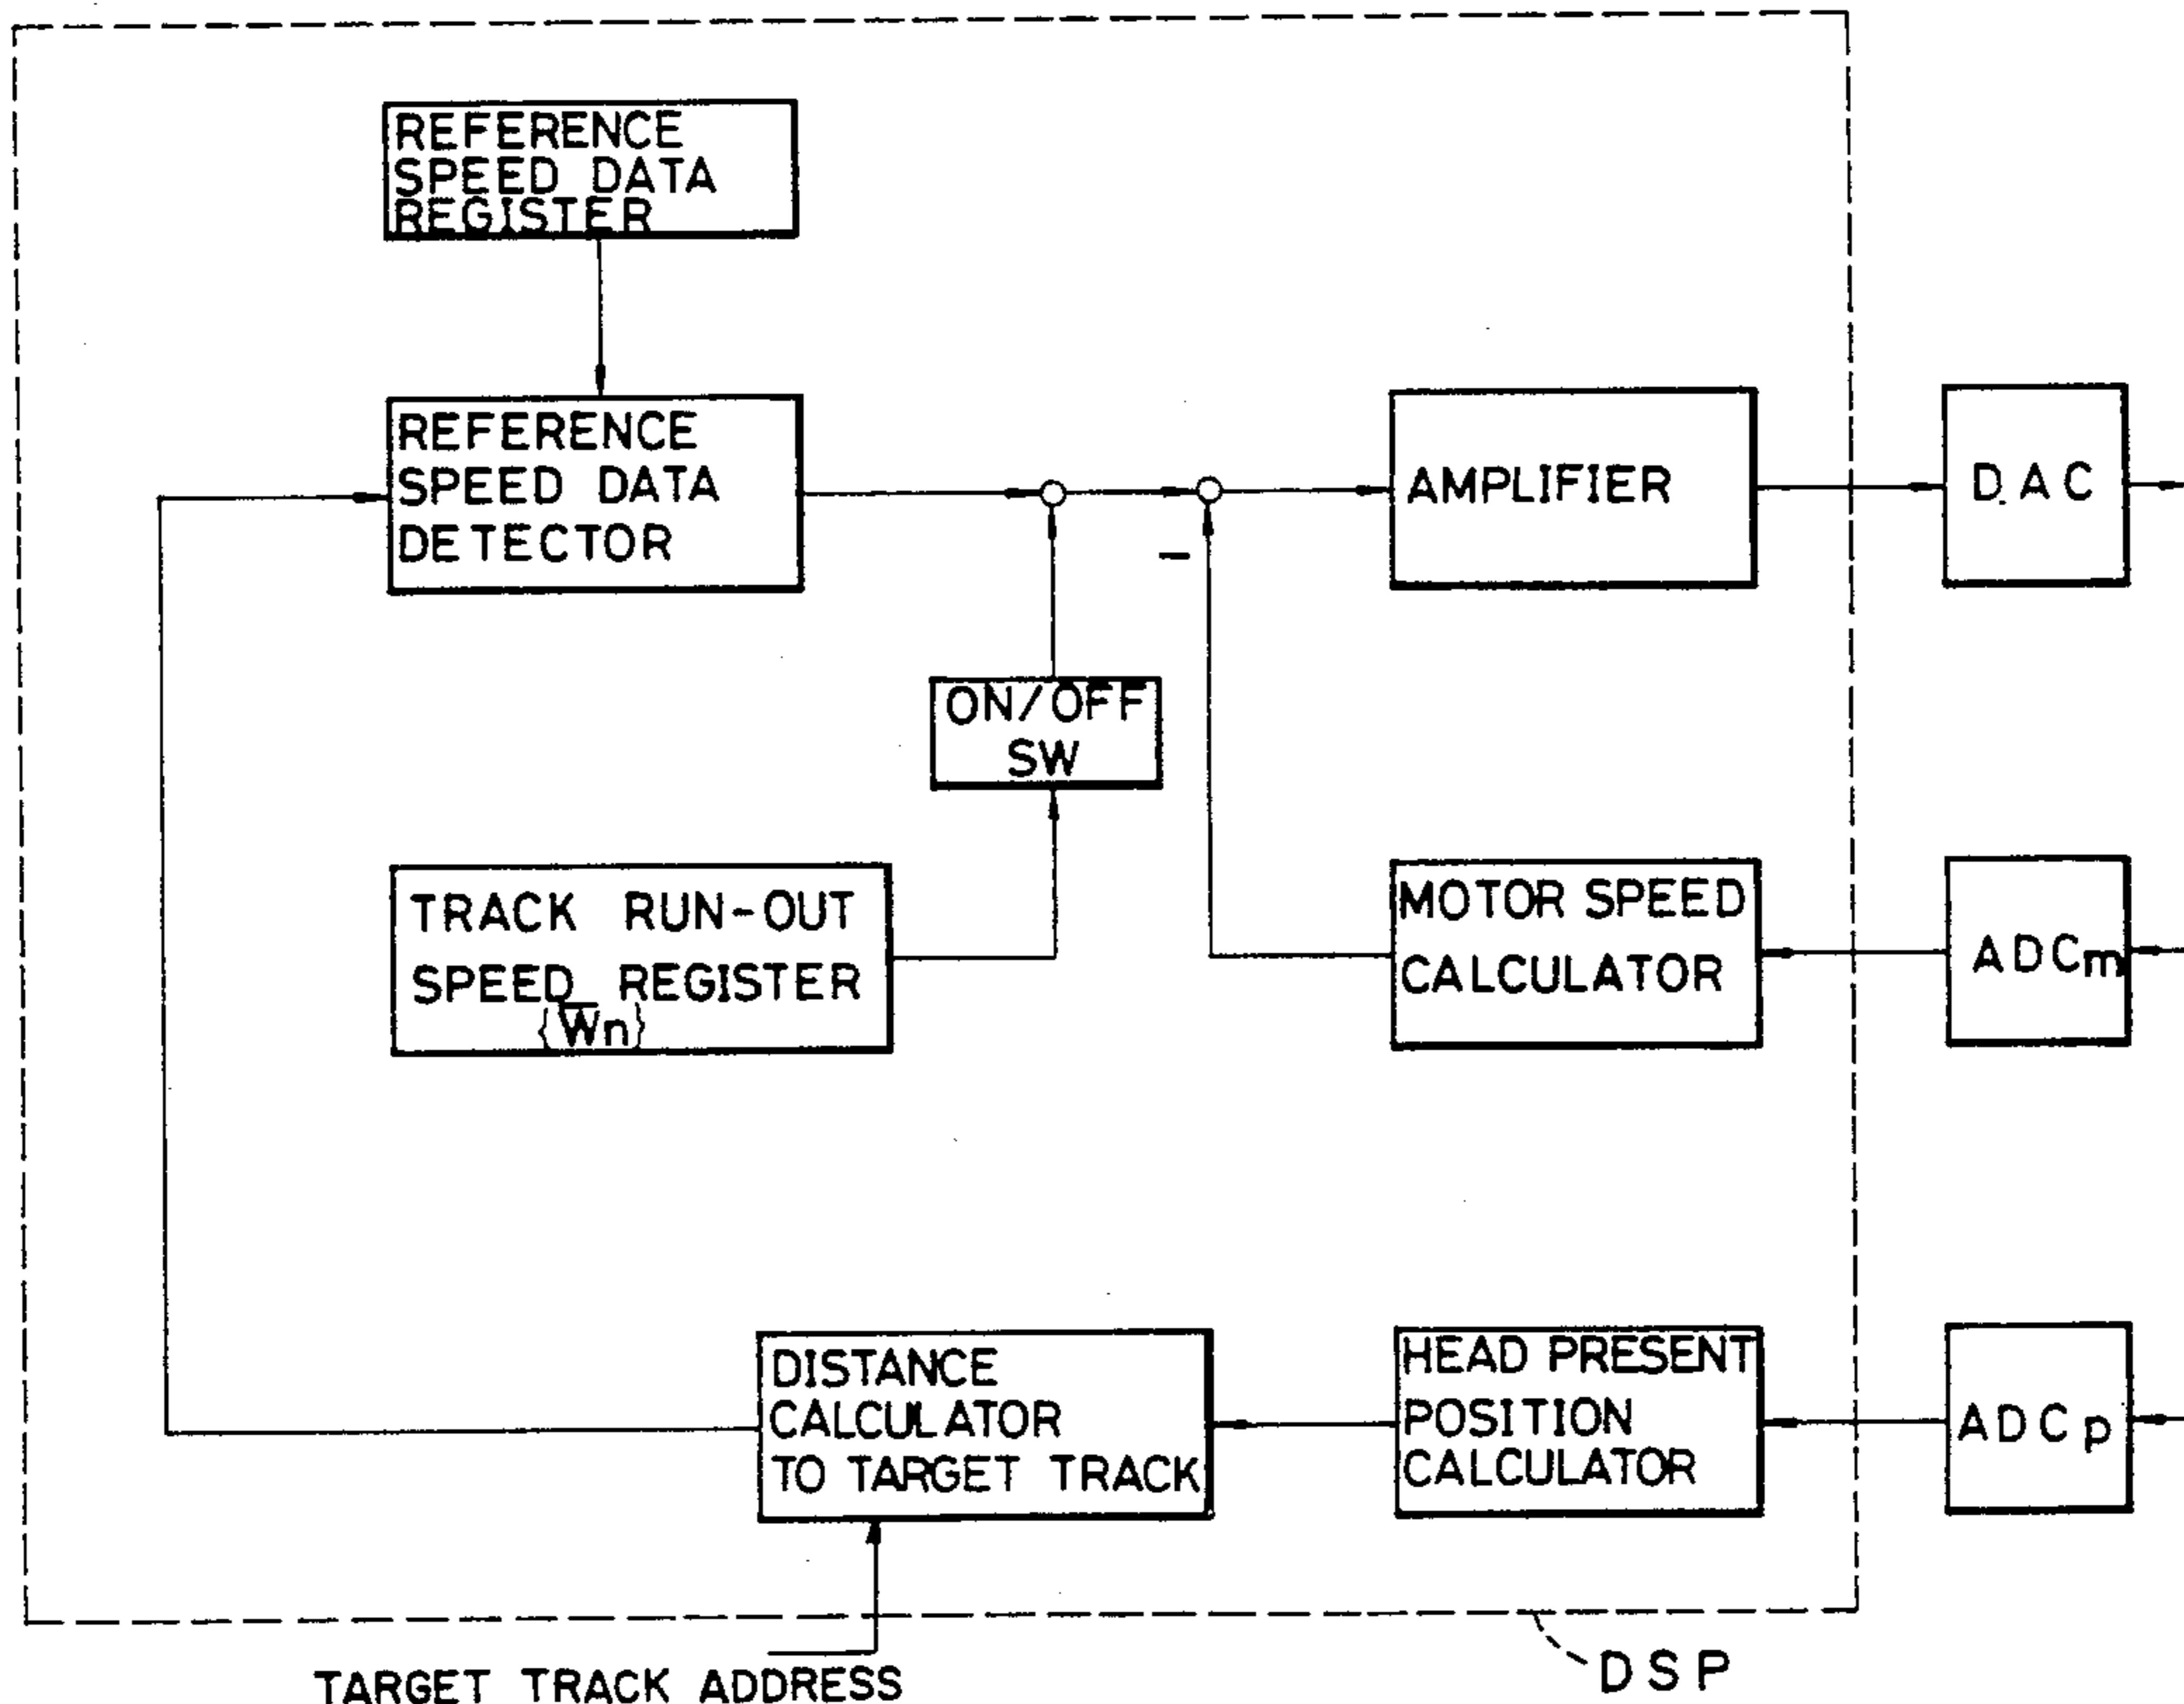 REFERENCE
SPEED DATA
REGISTER
REFERENCE
SPEED DATA
DETECTOR
AMPLIFIER
DAC
−
ON/OFF
SW
TRACK RUN-OUT
SPEED REGISTER
{W̅n}
MOTOR SPEED
CALCULATOR
ADCm
DISTANCE
CALCULATOR
TO TARGET TRACK
HEAD PRESENT
POSITION
CALCULATOR
ADCp
TARGET TRACK ADDRESS
DSP